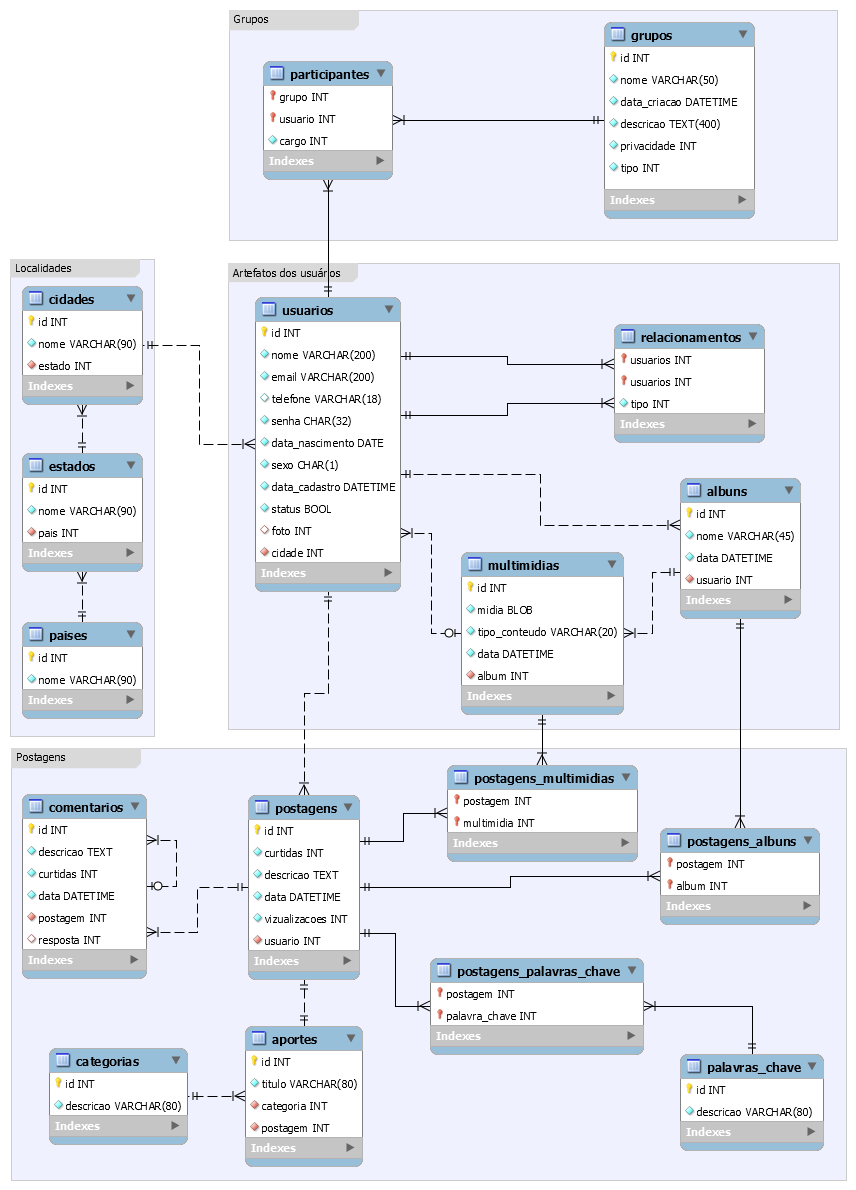 Grupos
participantes
grupo INT
usuario INT
cargo INT
Indexes
grupos
id INT
nome VARCHAR(50)
data_criacao DATETIME
descricao TEXT(400)
privacidade INT
tipo INT
Indexes
Localidades
cidades
id INT
nome VARCHAR(90)
estado INT
Indexes
estados
id INT
nome VARCHAR(90)
pais INT
Indexes
paises
id INT
nome VARCHAR(90)
Indexes
Artefatos dos usuários
usuarios
id INT
nome VARCHAR(200)
email VARCHAR(200)
telefone VARCHAR(18)
senha CHAR(32)
data_nascimento DATE
sexo CHAR(1)
data_cadastro DATETIME
status BOOL
foto INT
cidade INT
Indexes
relacionamentos
usuarios INT
usuarios INT
tipo INT
Indexes
albuns
id INT
nome VARCHAR(45)
data DATETIME
usuario INT
Indexes
multimidias
id INT
midia BLOB
tipo_conteudo VARCHAR(20)
data DATETIME
album INT
Indexes
Postagens
comentarios
id INT
descricao TEXT
curtidas INT
data DATETIME
postagem INT
resposta INT
Indexes
postagens
id INT
curtidas INT
descricao TEXT
data DATETIME
vizualizacoes INT
usuario INT
Indexes
postagens_multimidias
postagem INT
multimidia INT
Indexes
postagens_albuns
postagem INT
album INT
Indexes
postagens_palavras_chave
postagem INT
palavra_chave INT
Indexes
categorias
id INT
descricao VARCHAR(80)
Indexes
aportes
id INT
titulo VARCHAR(80)
categoria INT
postagem INT
Indexes
palavras_chave
id INT
descricao VARCHAR(80)
Indexes